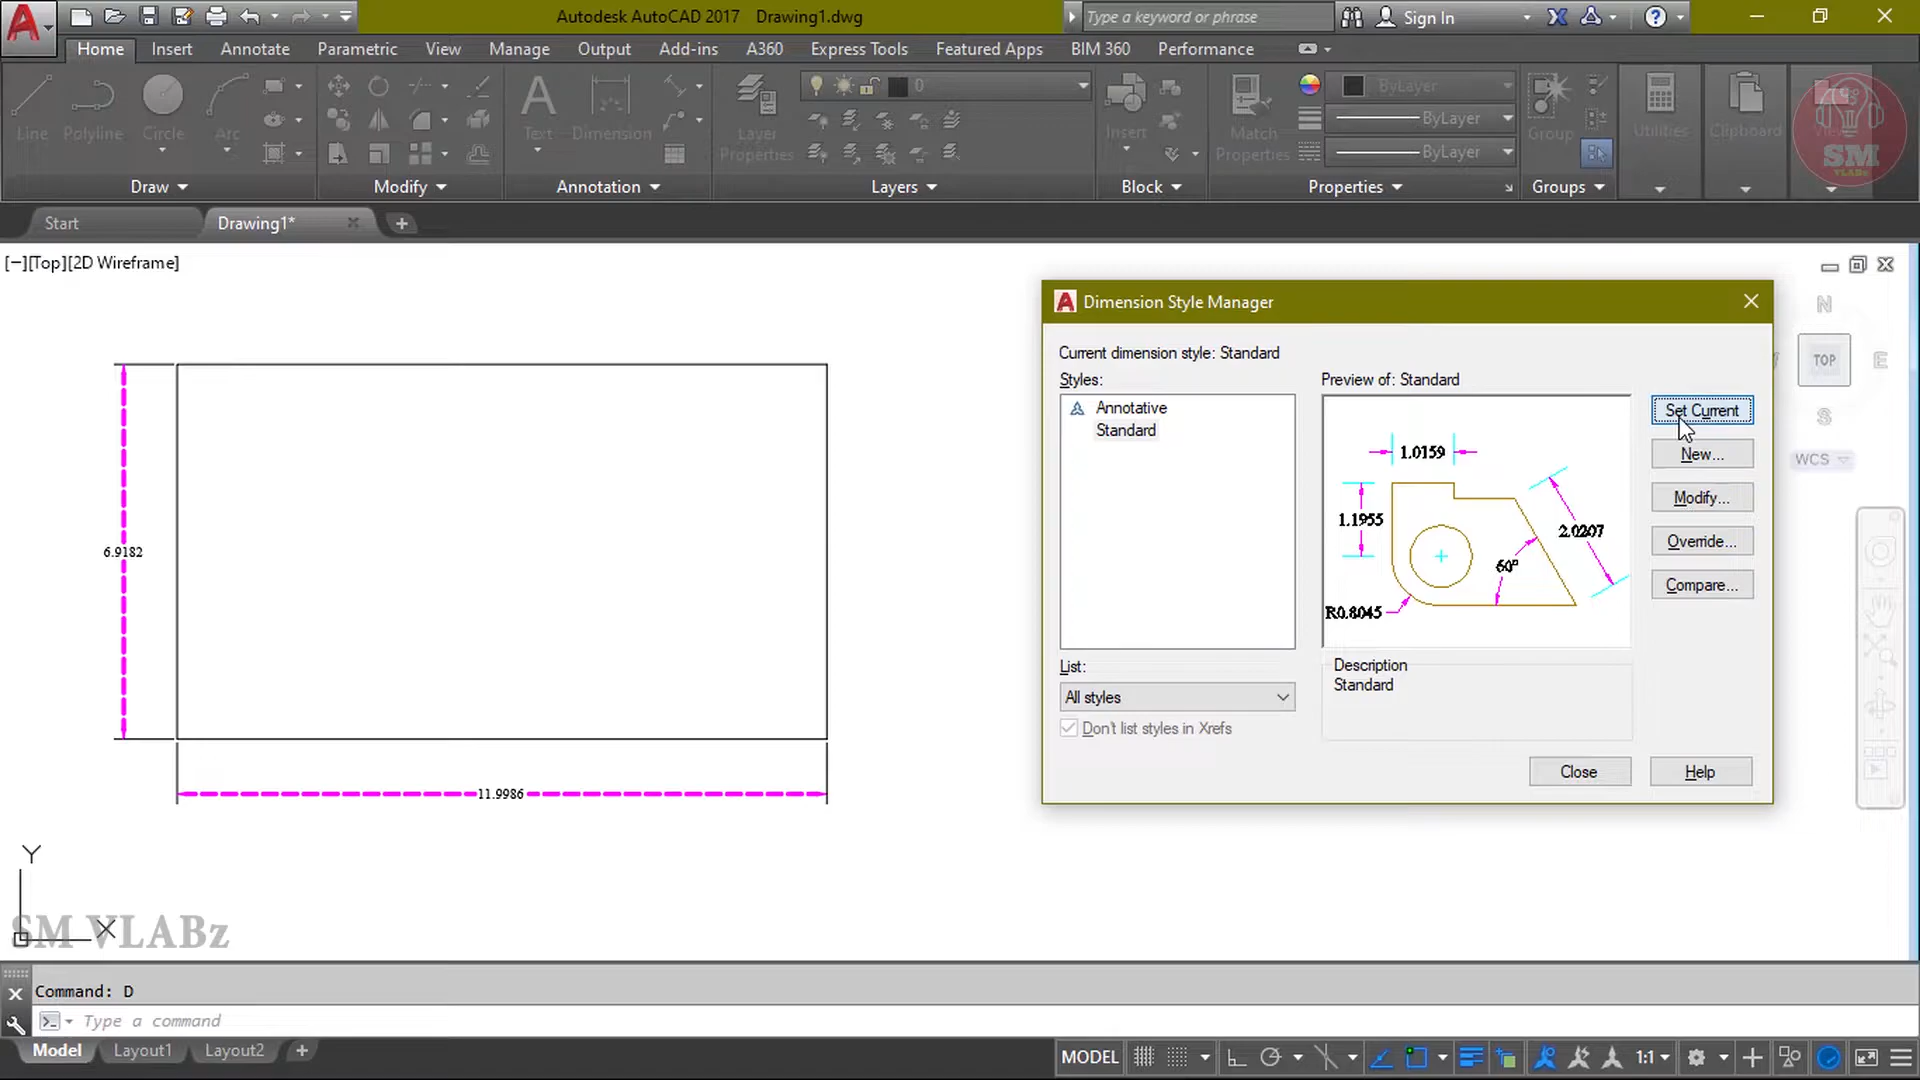 Autodesk AutoCAD 2017 Drawing1.dwg
Type a keyword or phrase
Sign In
Home Insert Annotate Parametric View Manage Output Add-ins A360 Express Tools Featured Apps BIM 360 Performance
0
ByLayer
Line Polyline Circle Arc
Text Dimension
Layer Properties
Insert
Match Properties
ByLayer
ByLayer
Group
Utilities
Clipboard
SM
VLABz
Draw Modify Annotation Layers Block Properties Groups
Start Drawing1*
[−][Top][2D Wireframe]
6.9182
11.9986
Dimension Style Manager
Current dimension style: Standard
Styles:
Annotative
Standard
Preview of: Standard
1.0159
1.1955
2.0207
60°
R0.8045
Set Current
New...
Modify...
Override...
Compare...
List:
All styles
Don't list styles in Xrefs
Description
Standard
Close
Help
N
TOP
E
S
WCS
Y
X
SM VLABz
Command: D
Type a command
Model Layout1 Layout2
MODEL
1:1